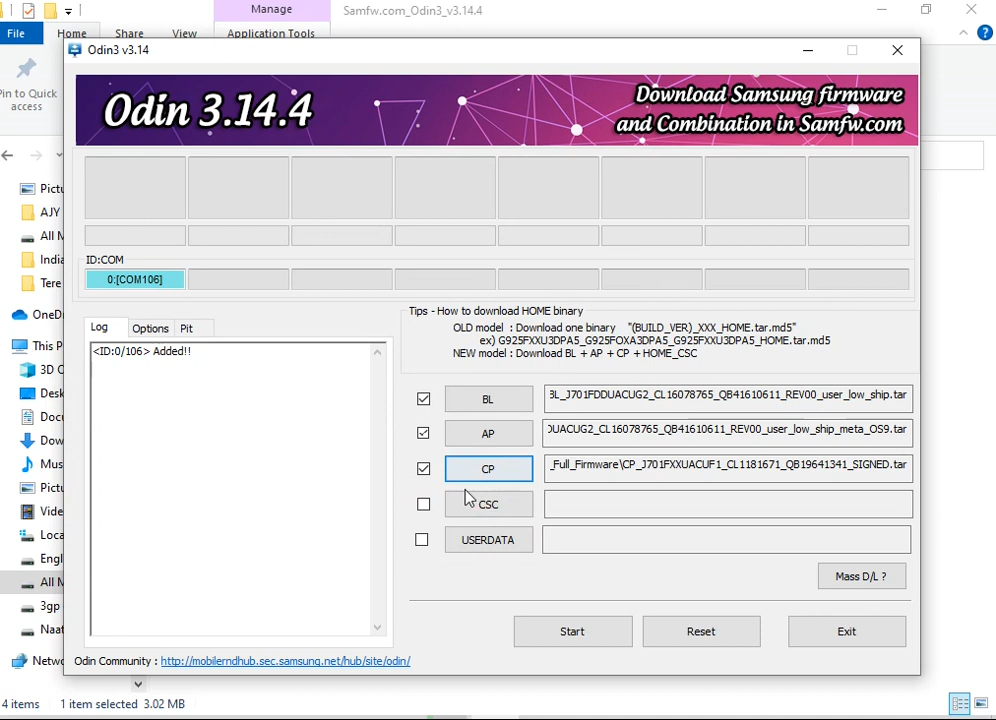 Manage
Samfw.com_Odin3_v3.14.4
File
Home
Share
View
Application Tools
Pin to Quick
access
Odin3 v3.14
Odin 3.14.4
Download Samsung firmware
and Combination in Samfw.com
ID:COM
0:[COM106]
Log
Options
Pit
<ID:0/106> Added!!
Tips - How to download HOME binary
OLD model : Download one binary "(BUILD_VER)_XXX_HOME.tar.md5"
ex) G925FXXU3DPA5_G925FOXA3DPA5_G925FXXU3DPA5_HOME.tar.md5
NEW model : Download BL + AP + CP + HOME_CSC
BL
BL_J701FDDUACUG2_CL16078765_QB41610611_REV00_user_low_ship.tar
AP
DUACUG2_CL16078765_QB41610611_REV00_user_low_ship_meta_OS9.tar
CP
_Full_Firmware\CP_J701FXXUACUF1_CL1181671_QB19641341_SIGNED.tar
CSC
USERDATA
Mass D/L ?
Start
Reset
Exit
Odin Community : http://mobilerndhub.sec.samsung.net/hub/site/odin/
Pictu
AJY
All M
India
Tere
OneDr
This P
3D O
Desk
Docu
Dow
Mus
Pictu
Vide
Loca
Engl
All M
3gp
Naat
Netwo
4 items
1 item selected 3.02 MB